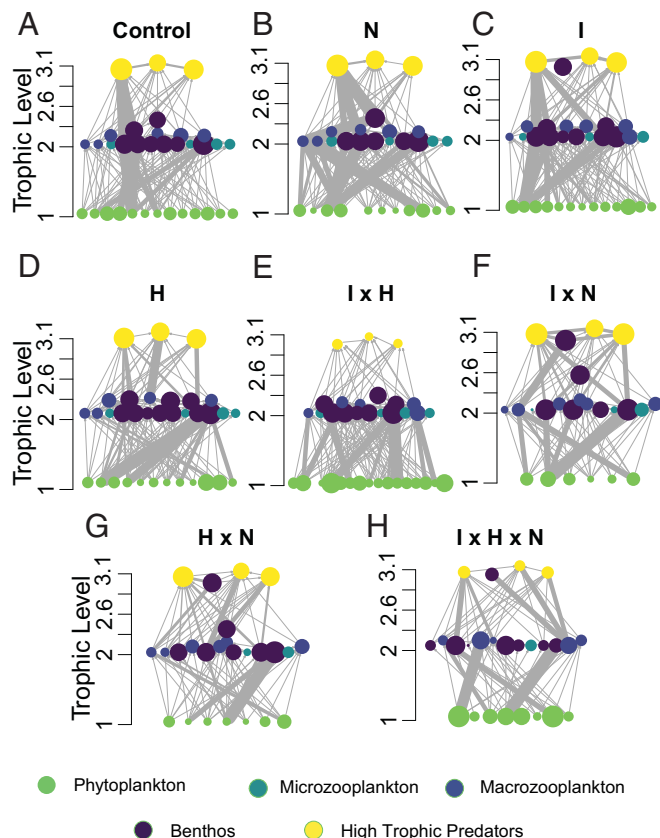 A Control
B N
C I
Trophic Level
3.1
2.6
2
1
3.1
2.6
2
1
3.1
2.6
2
1
D H
E I x H
F I x N
Trophic Level
3.1
2.6
2
1
3.1
2.6
2
1
3.1
2.6
2
1
G H x N
H I x H x N
Trophic Level
3.1
2.6
2
1
3.1
2.6
2
1
Phytoplankton Microzooplankton Macrozooplankton
Benthos High Trophic Predators